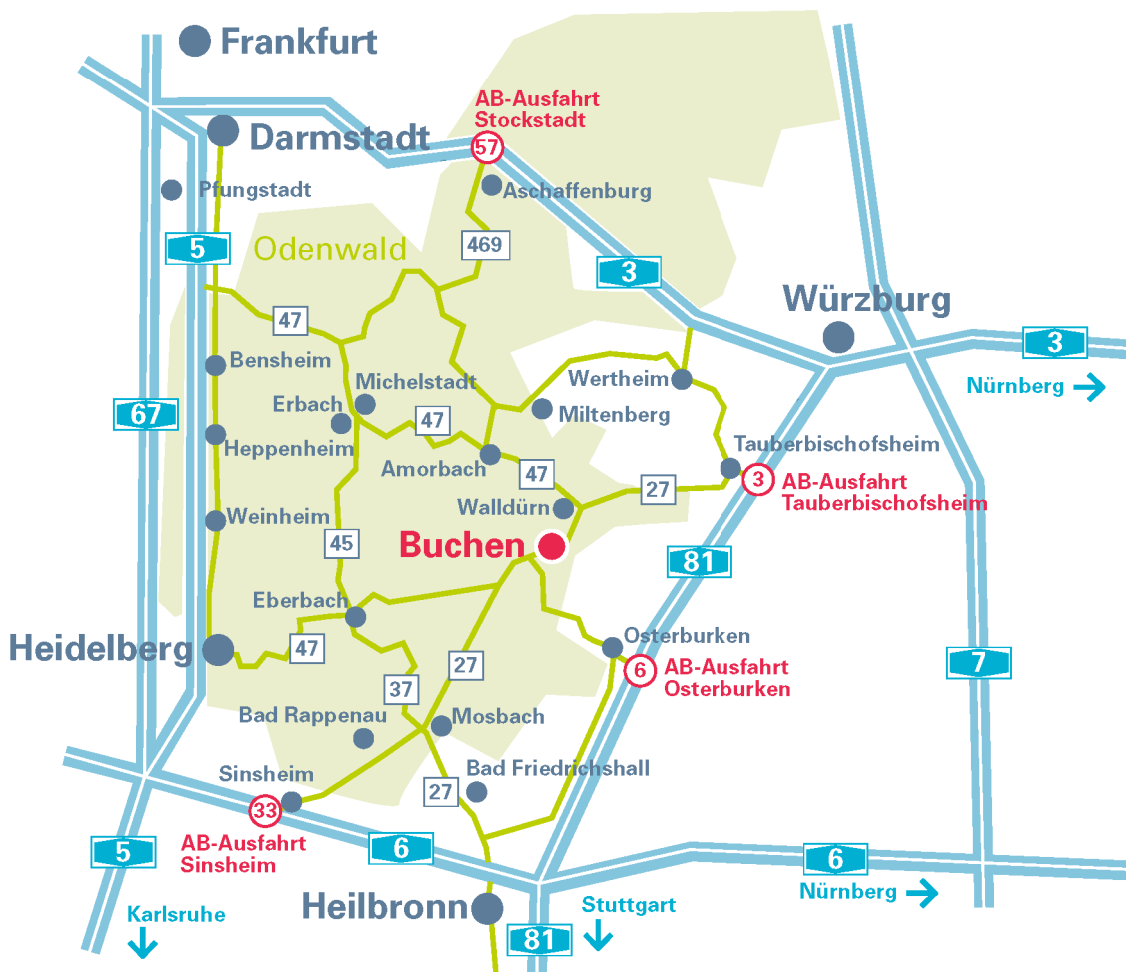 Frankfurt
AB-Ausfahrt
Stockstadt
57
Darmstadt
Pfungstadt
Aschaffenburg
5
Odenwald
469
3
Würzburg
47
3
Nürnberg
Bensheim
Michelstadt
Wertheim
Erbach
67
47
Miltenberg
Heppenheim
Tauberbischofsheim
Amorbach
47
27
3
AB-Ausfahrt
Tauberbischofsheim
Walldürn
Weinheim
45
Buchen
81
Eberbach
Osterburken
Heidelberg
47
27
6
AB-Ausfahrt
Osterburken
7
37
Bad Rappenau
Mosbach
Sinsheim
Bad Friedrichshall
27
33
AB-Ausfahrt
Sinsheim
5
6
6
Nürnberg
Heilbronn
Karlsruhe
Stuttgart
81